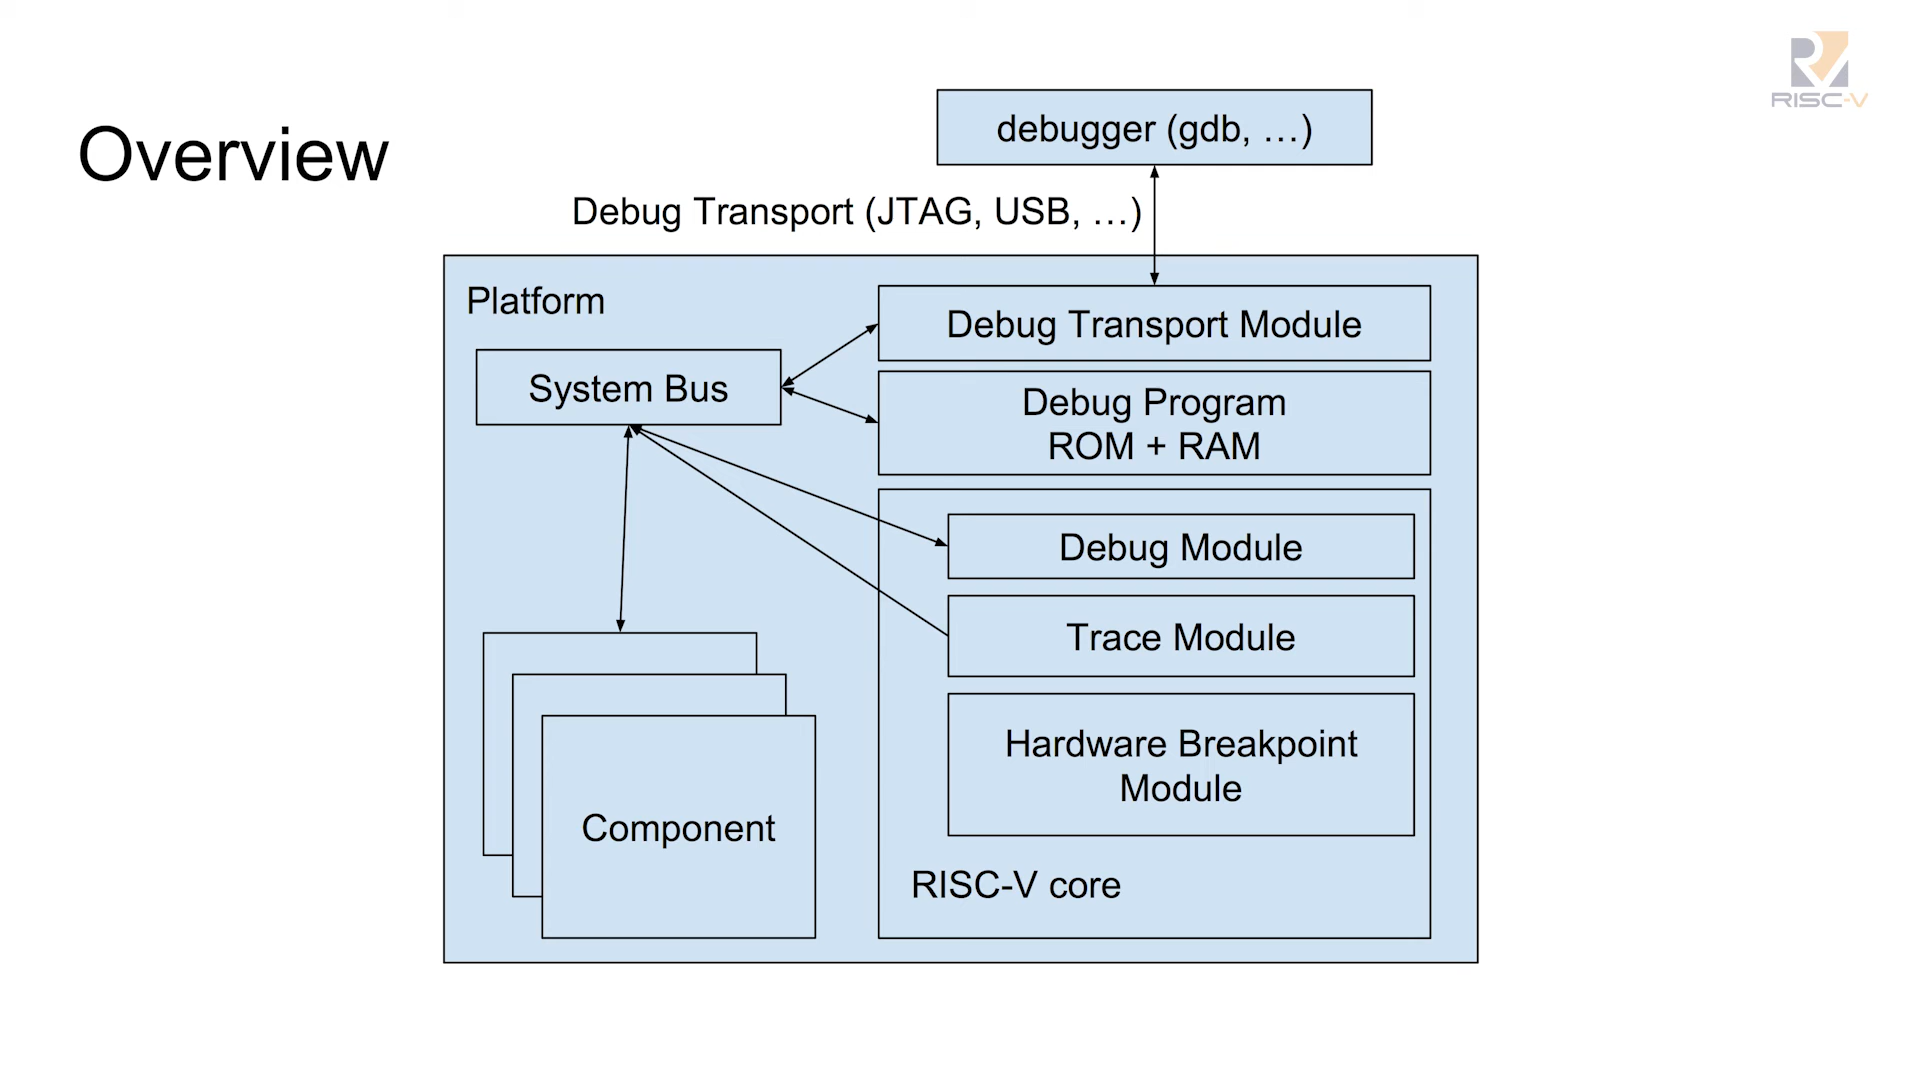 RISC-V
Overview
debugger (gdb, …)
Debug Transport (JTAG, USB, …)
Platform
Debug Transport Module
System Bus
Debug Program
ROM + RAM
Debug Module
Trace Module
Hardware Breakpoint
Module
Component
RISC-V core